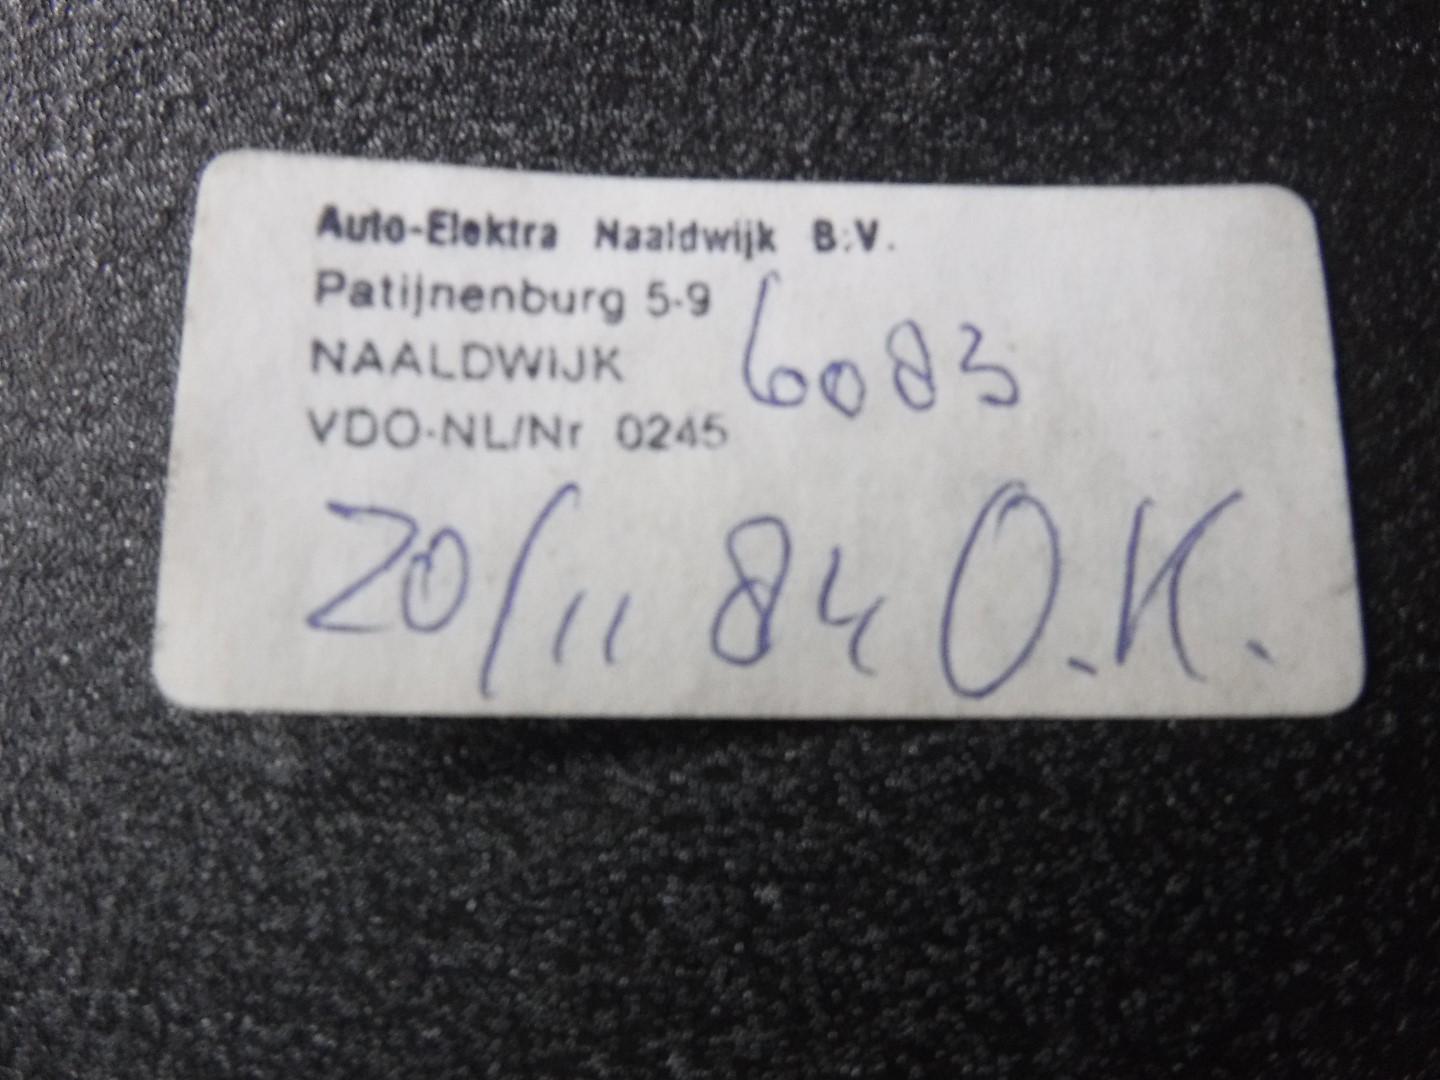 Auto-Elektra Naaldwijk B.V.
Patijnenburg 5-9
6083
NAALDWIJK
VDO-NL/Nr 0245
20/11 84 O.K.